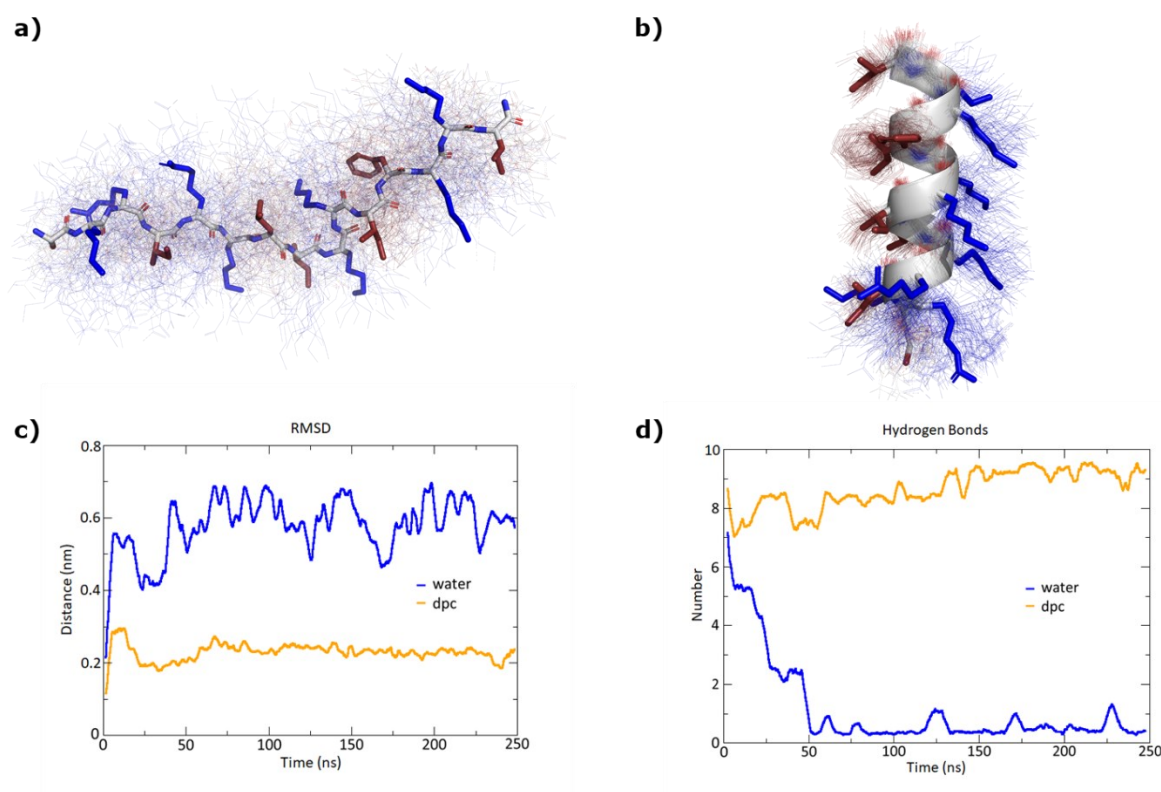 a)
b)
c)
RMSD
0.8
0.6
0.4
0.2
0
Distance (nm)
water
dpc
0
50
100
150
200
250
Time (ns)
d)
Hydrogen Bonds
10
8
6
4
2
0
Number
water
dpc
0
50
100
150
200
250
Time (ns)